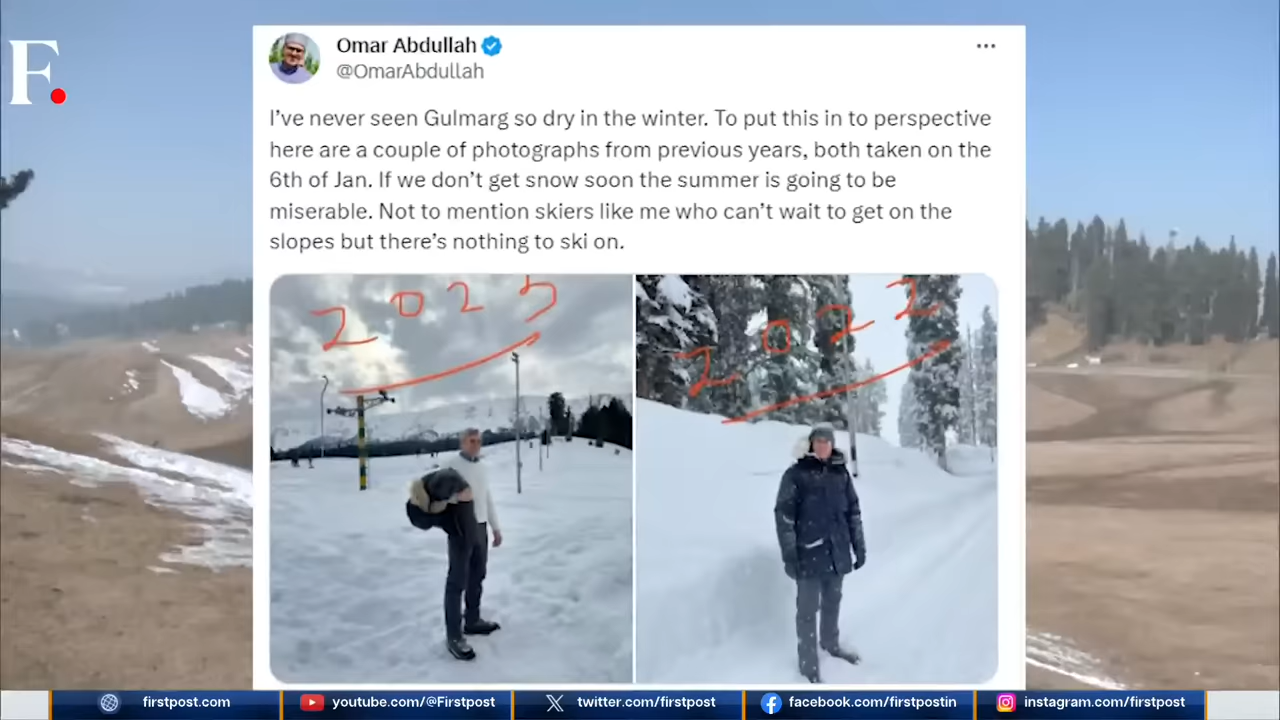 F.
Omar Abdullah
@OmarAbdullah
I've never seen Gulmarg so dry in the winter. To put this in to perspective
here are a couple of photographs from previous years, both taken on the
6th of Jan. If we don't get snow soon the summer is going to be
miserable. Not to mention skiers like me who can't wait to get on the
slopes but there's nothing to ski on.
2025
2022
firstpost.com
youtube.com/@Firstpost
twitter.com/firstpost
facebook.com/firstpostin
instagram.com/firstpost